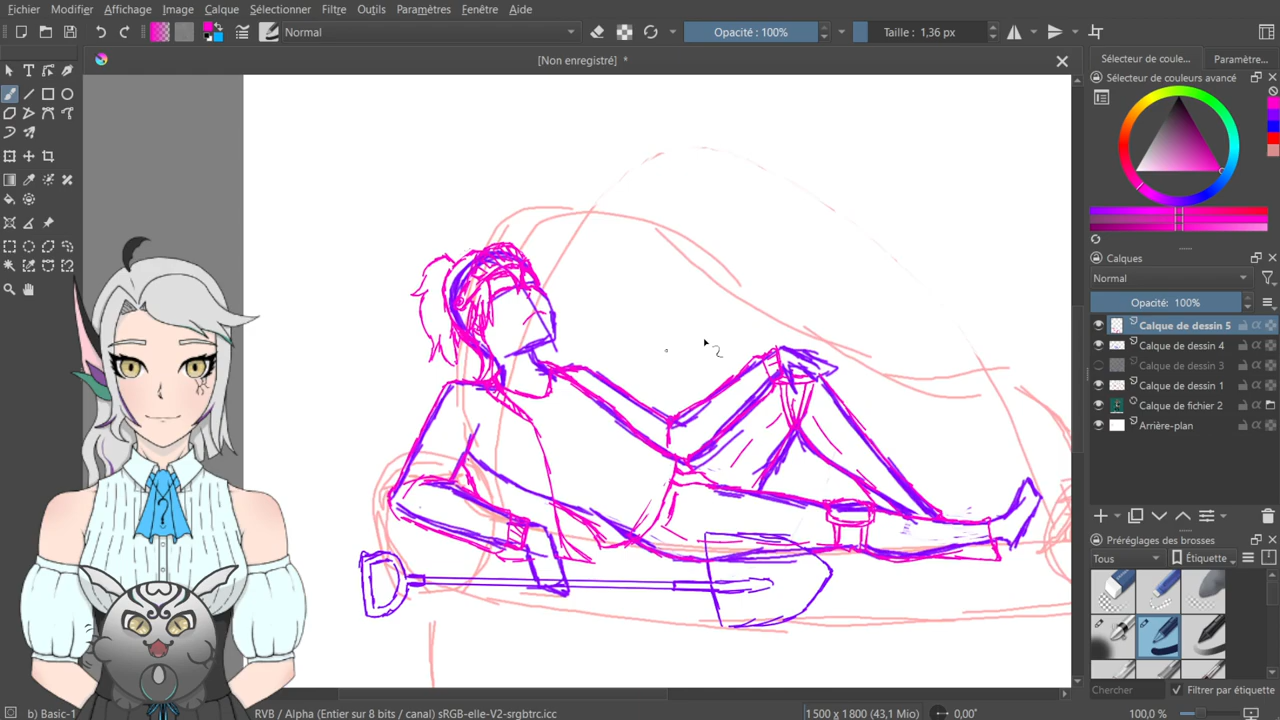 Fichier Modifier Affichage Image Calque Sélectionner Filtre Outils Paramètres Fenêtre Aide
Normal Opacité : 100% Taille : 1,36 px
[Non enregistré] *
Sélecteur de coule... Paramètre...
Sélecteur de couleurs avancé
Calques
Normal
Opacité: 100%
Calque de dessin 5
Calque de dessin 4
Calque de dessin 3
Calque de dessin 1
Calque de fichier 2
Arrière-plan
Préréglages des brosses
Tous Étiquette
Chercher Filtrer par étiquette
b) Basic-1 RVB / Alpha (Entier sur 8 bits / canal) sRGB-elle-V2-srgbtrc.icc 1 500 x 1 800 (43,1 Mio) 0,00° 100,0 %